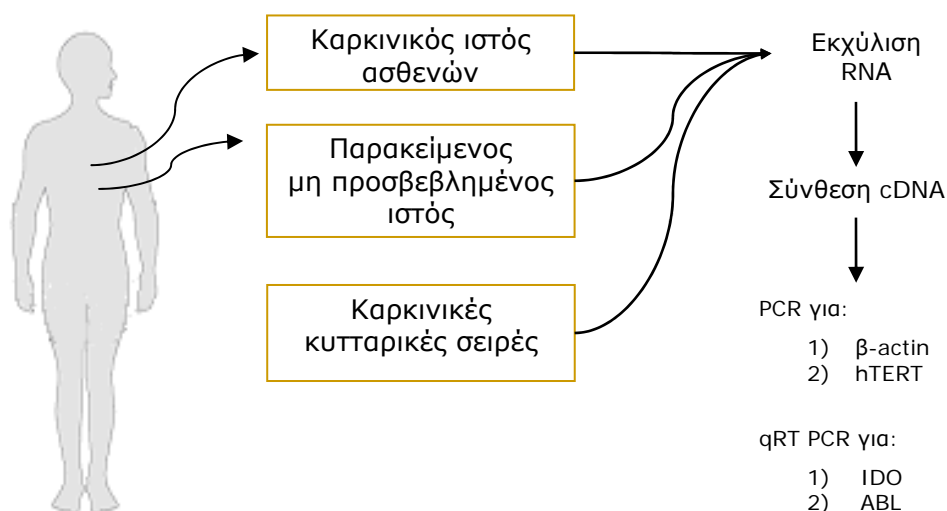 Καρκινικός ιστός
ασθενών
Παρακείμενος
μη προσβεβλημένος
ιστός
Καρκινικές
κυτταρικές σειρές
Εκχύλιση
RNA
Σύνθεση cDNA
PCR για:
1) β-actin
2) hTERT
qRT PCR για:
1) IDO
2) ABL